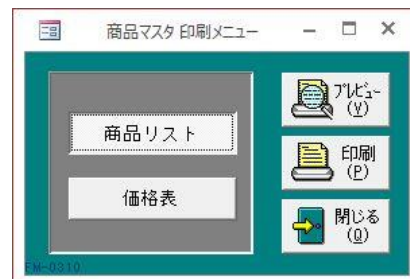 商品マスタ 印刷メニュー
商品リスト
価格表
ﾌﾟﾚﾋﾞｭｰ
(V)
印刷
(P)
閉じる
(Q)
FM-0310